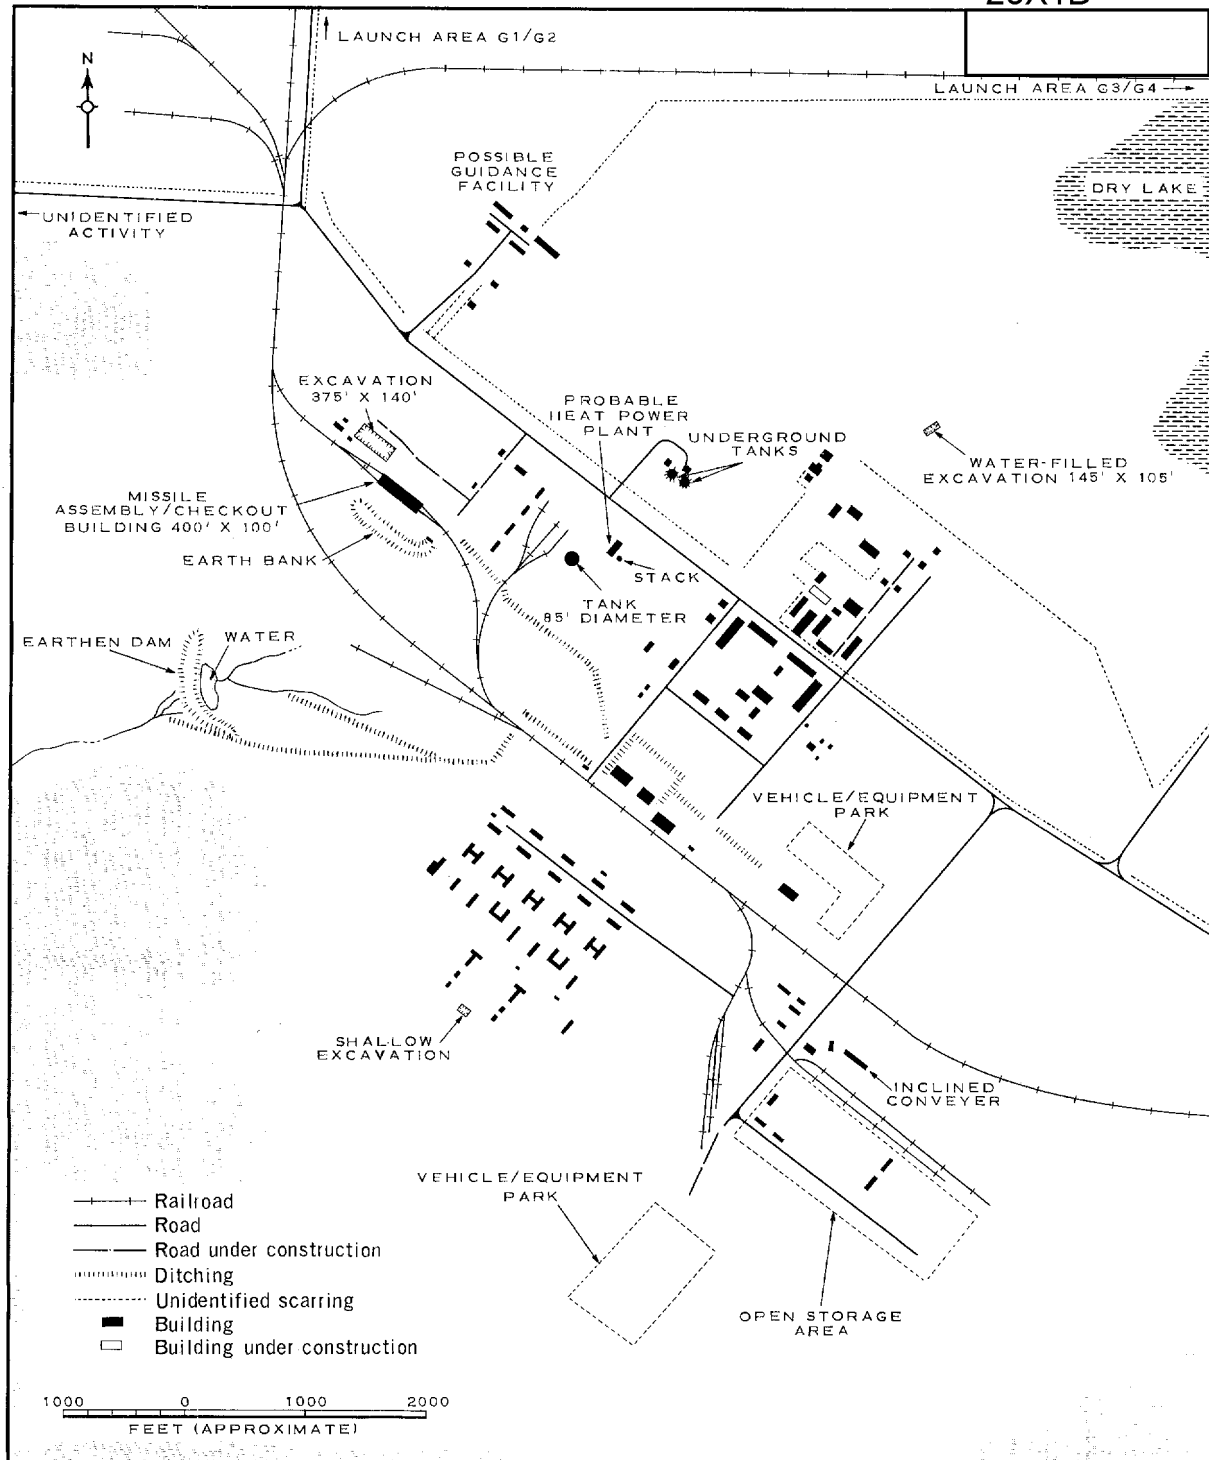 LAUNCH AREA G1/G2
N
LAUNCH AREA G3/G4
POSSIBLE
GUIDANCE
FACILITY
DRY LAKE
UNIDENTIFIED
ACTIVITY
EXCAVATION
375' X 140'
PROBABLE
HEAT POWER
PLANT
UNDERGROUND
TANKS
WATER-FILLED
EXCAVATION 145' X 105'
MISSILE
ASSEMBLY/CHECKOUT
BUILDING 400' X 100'
EARTH BANK
STACK
TANK
85' DIAMETER
EARTHEN DAM
WATER
VEHICLE/EQUIPMENT
PARK
SHALLOW
EXCAVATION
INCLINED
CONVEYER
VEHICLE/EQUIPMENT
PARK
OPEN STORAGE
AREA
Railroad
Road
Road under construction
Ditching
Unidentified scarring
Building
Building under construction
1000 0 1000 2000
FEET (APPROXIMATE)